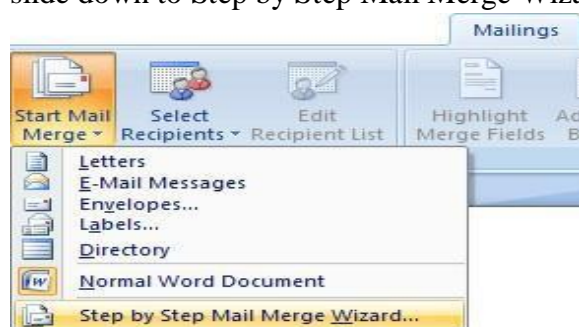 slide down to Step by Step Mail Merge
Mailings
Start Mail Merge
Select Recipients
Edit Recipient List
Highlight Merge Fields
Letters
E-Mail Messages
Envelopes...
Labels...
Directory
Normal Word Document
Step by Step Mail Merge Wizard...